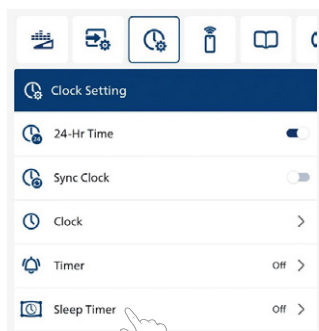 Clock Setting
24-Hr Time
Sync Clock
Clock
Timer Off
Sleep Timer Off